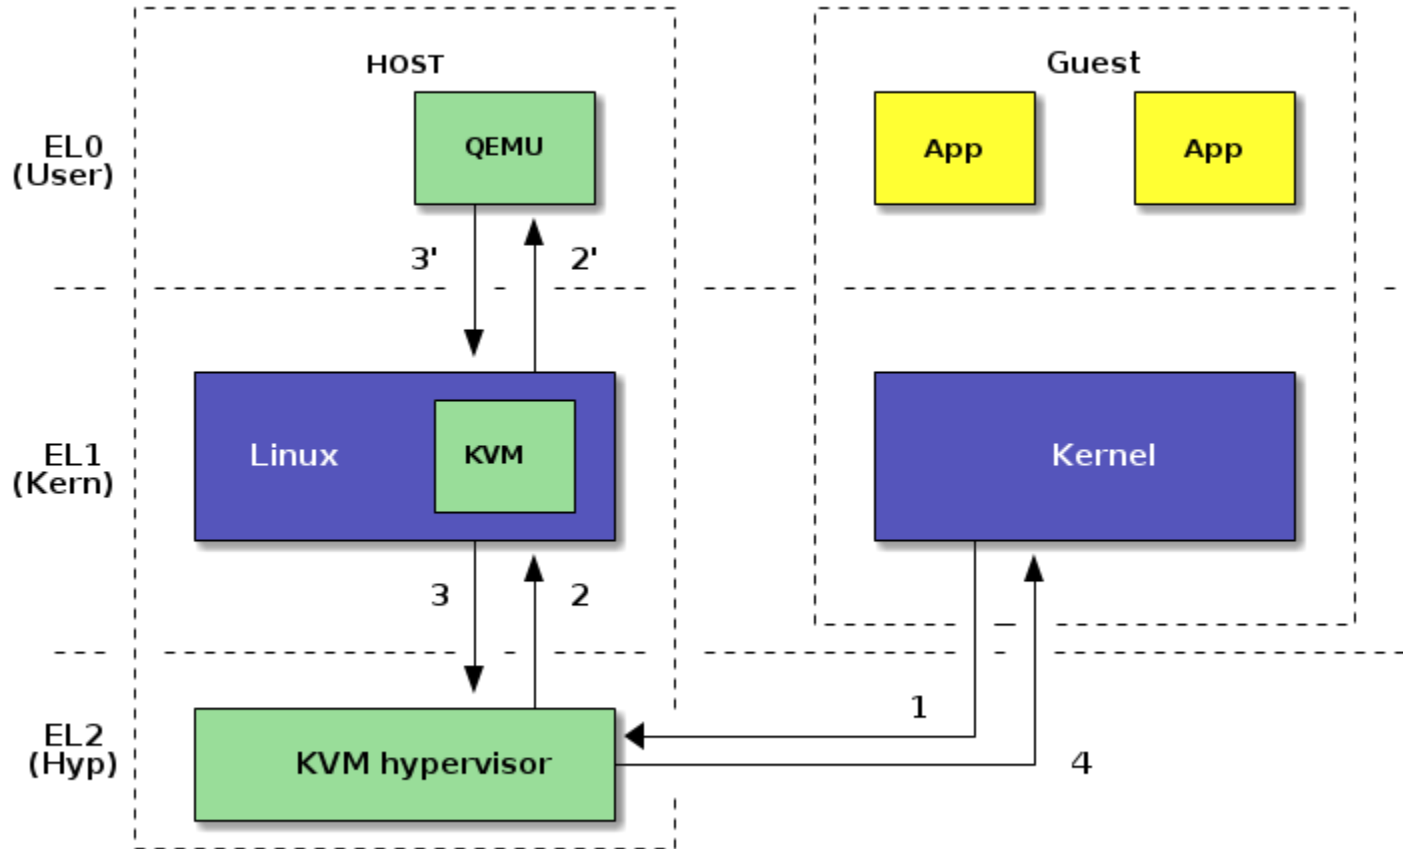 HOST
Guest
EL0
(User)
QEMU
App
App
3'
2'
EL1
(Kern)
Linux
KVM
Kernel
3
2
1
EL2
(Hyp)
KVM hypervisor
4